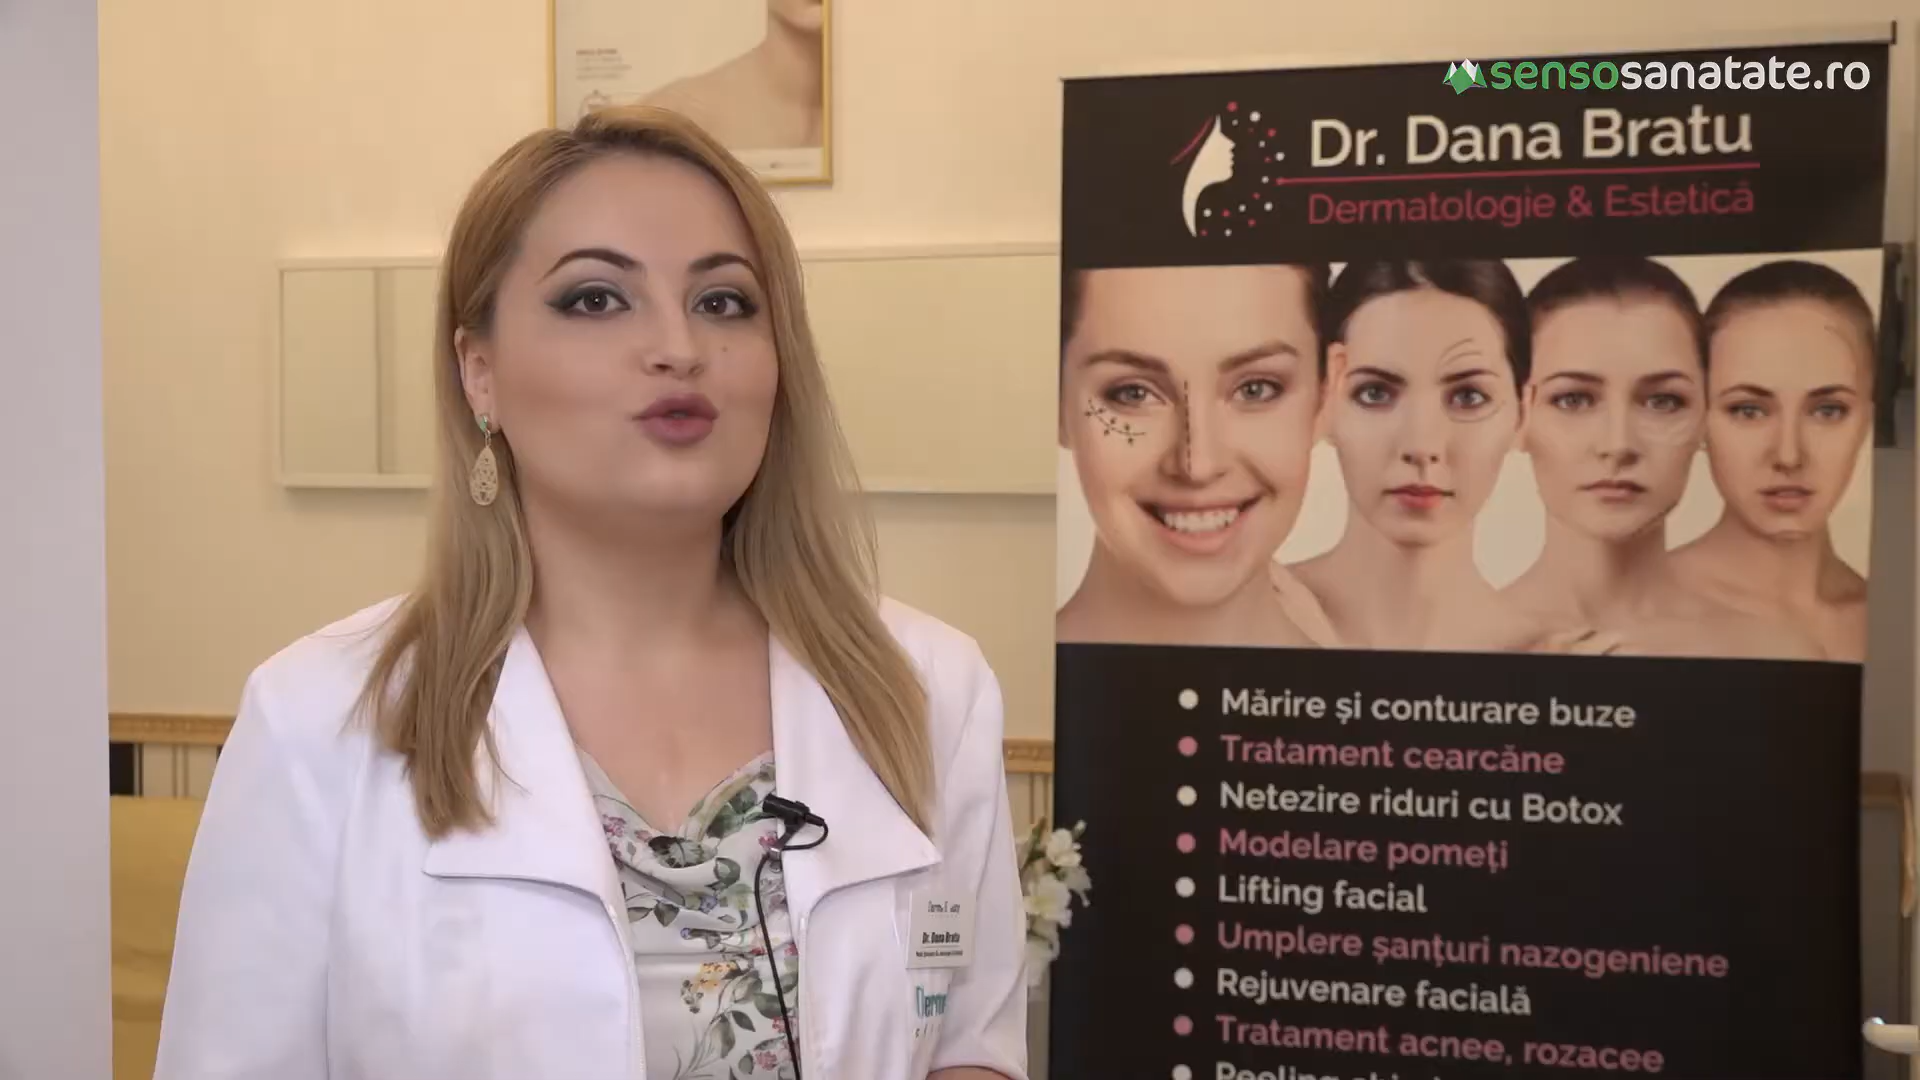 sensosanatate.ro
Dr. Dana Bratu
Dermatologie & Estetică
Mărire și conturare buze
Tratament cearcăne
Netezire riduri cu Botox
Modelare pomeți
Lifting facial
Umplere șanțuri nazogeniene
Rejuvenare facială
Tratament acnee, rozacee
Peeling
Dr. Dana Bratu